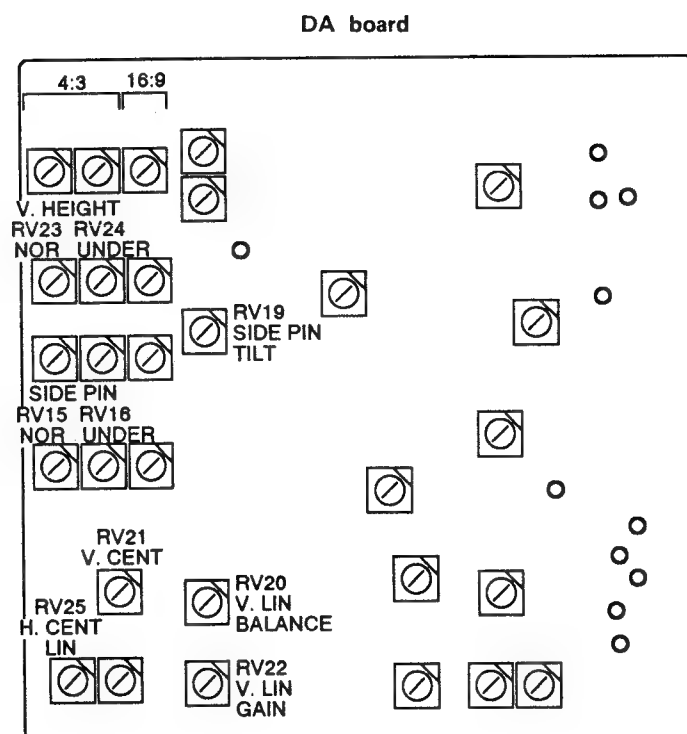 DA board
4:3 16:9
V. HEIGHT
RV23 RV24
NOR UNDER
RV19
SIDE PIN
TILT
SIDE PIN
RV15 RV16
NOR UNDER
RV21
V. CENT
RV20
V. LIN
BALANCE
RV25
H. CENT
LIN
RV22
V. LIN
GAIN